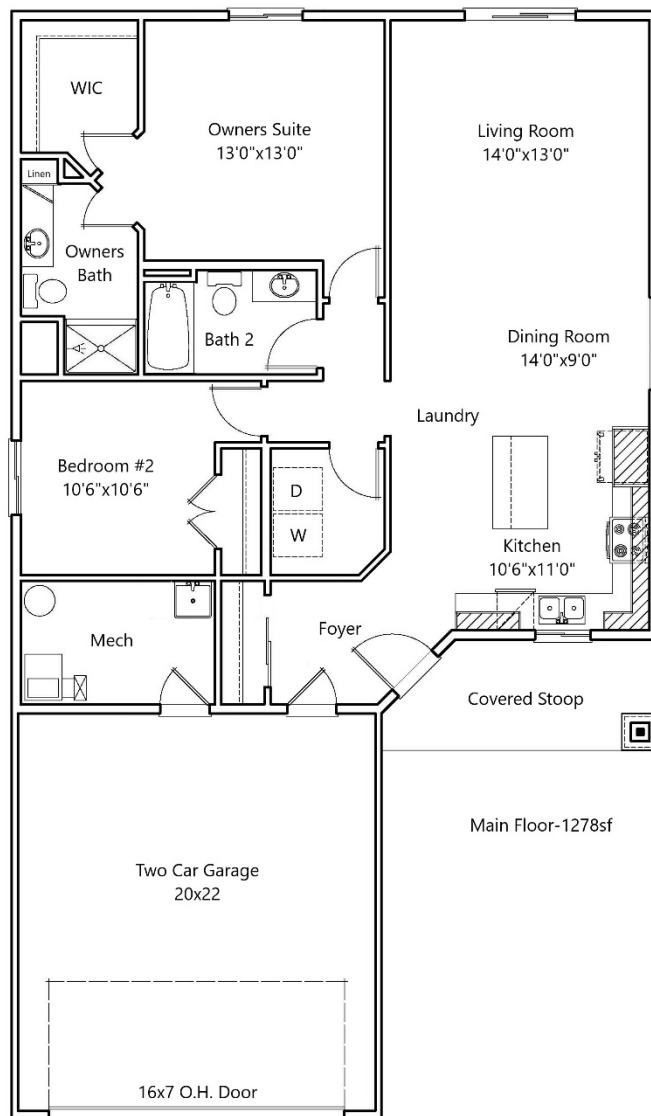 WIC
Owners Suite
13'0"x13'0"
Living Room
14'0"x13'0"
Linen
Owners
Bath
Bath 2
Dining Room
14'0"x9'0"
Laundry
Bedroom #2
10'6"x10'6"
D
W
Kitchen
10'6"x11'0"
Mech
Foyer
Covered Stoop
Main Floor-1278sf
Two Car Garage
20x22
16x7 O.H. Door